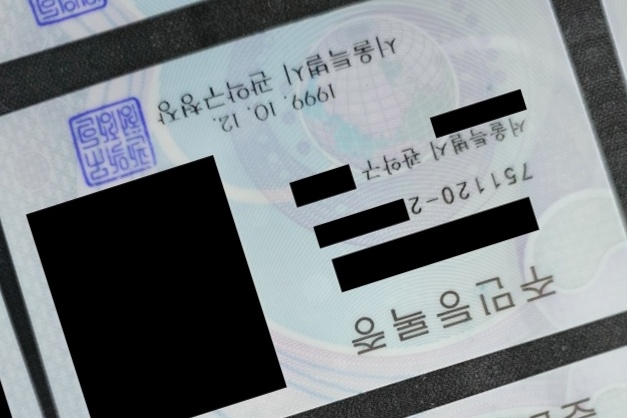 주민등록증
751120-2
서울특별시 관악구
1999. 10. 12.
서울특별시 관악구청장